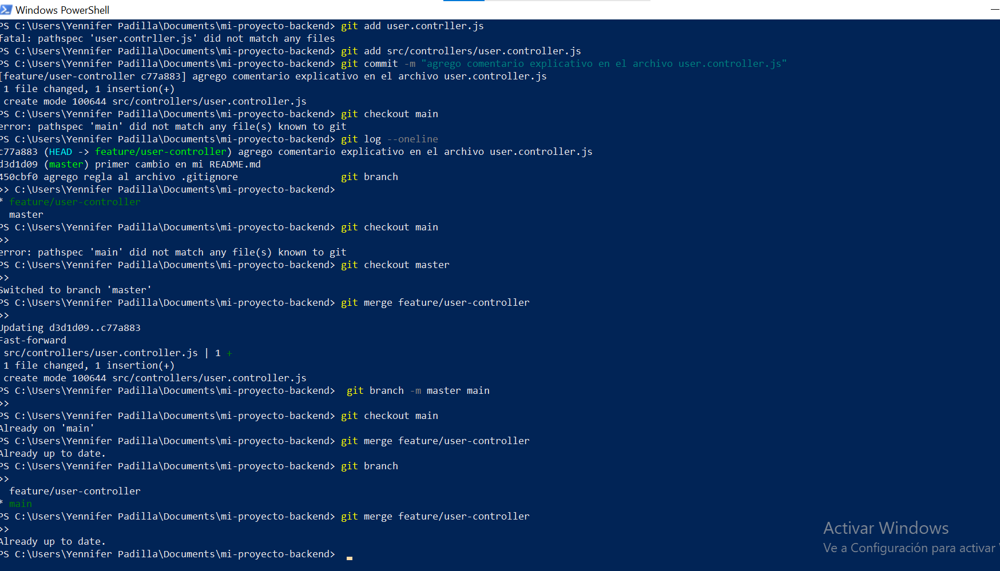 Windows PowerShell
PS C:\Users\Yennifer Padilla\Documents\mi-proyecto-backend> git add user.contrller.js
fatal: pathspec 'user.contrller.js' did not match any files
PS C:\Users\Yennifer Padilla\Documents\mi-proyecto-backend> git add src/controllers/user.controller.js
PS C:\Users\Yennifer Padilla\Documents\mi-proyecto-backend> git commit -m "agrego comentario explicativo en el archivo user.controller.js"
[feature/user-controller c77a883] agrego comentario explicativo en el archivo user.controller.js
 1 file changed, 1 insertion(+)
 create mode 100644 src/controllers/user.controller.js
PS C:\Users\Yennifer Padilla\Documents\mi-proyecto-backend> git checkout main
error: pathspec 'main' did not match any file(s) known to git
PS C:\Users\Yennifer Padilla\Documents\mi-proyecto-backend> git log --oneline
c77a883 (HEAD -> feature/user-controller) agrego comentario explicativo en el archivo user.controller.js
d3d1d09 (master) primer cambio en mi README.md
450cbf0 agrego regla al archivo .gitignore                  git branch
>> C:\Users\Yennifer Padilla\Documents\mi-proyecto-backend>
* feature/user-controller
  master
PS C:\Users\Yennifer Padilla\Documents\mi-proyecto-backend> git checkout main
>>
error: pathspec 'main' did not match any file(s) known to git
PS C:\Users\Yennifer Padilla\Documents\mi-proyecto-backend> git checkout master
>>
Switched to branch 'master'
PS C:\Users\Yennifer Padilla\Documents\mi-proyecto-backend> git merge feature/user-controller
>>
Updating d3d1d09..c77a883
Fast-forward
 src/controllers/user.controller.js | 1 +
 1 file changed, 1 insertion(+)
 create mode 100644 src/controllers/user.controller.js
PS C:\Users\Yennifer Padilla\Documents\mi-proyecto-backend>  git branch -m master main
>>
PS C:\Users\Yennifer Padilla\Documents\mi-proyecto-backend> git checkout main
Already on 'main'
PS C:\Users\Yennifer Padilla\Documents\mi-proyecto-backend> git merge feature/user-controller
Already up to date.
PS C:\Users\Yennifer Padilla\Documents\mi-proyecto-backend> git branch
>>
  feature/user-controller
* main
PS C:\Users\Yennifer Padilla\Documents\mi-proyecto-backend> git merge feature/user-controller
>>
Already up to date.
PS C:\Users\Yennifer Padilla\Documents\mi-proyecto-backend>
Activar Windows
Ve a Configuración para activar